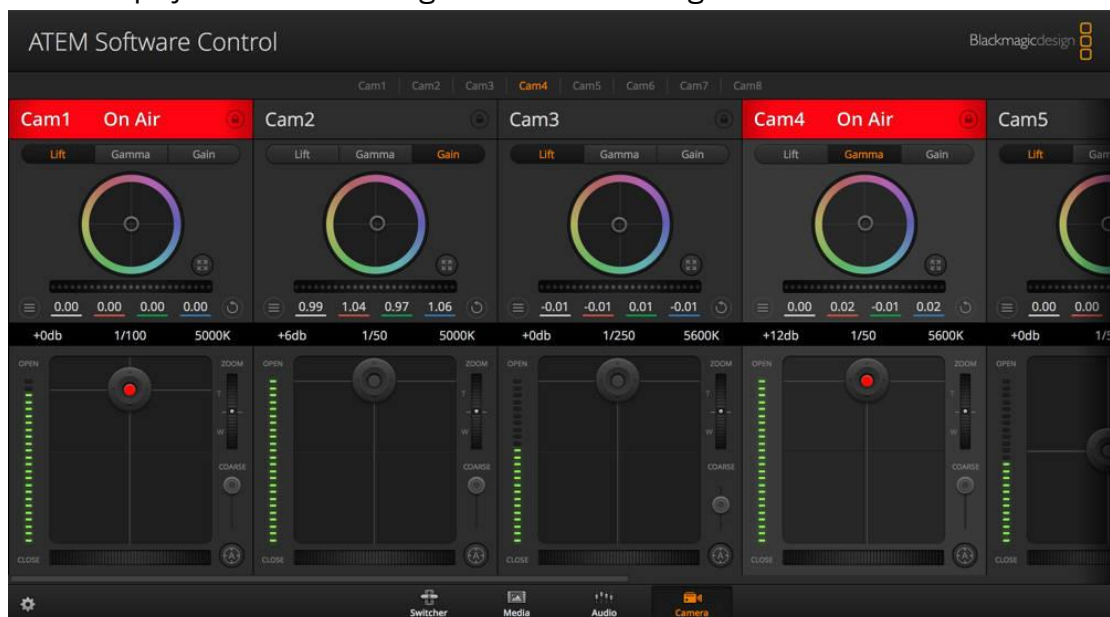 ATEM Software Control
Blackmagicdesign
Cam1 Cam2 Cam3 Cam4 Cam5 Cam6 Cam7 Cam8
Cam1 On Air Cam2 Cam3 Cam4 On Air Cam5
Lift Gamma Gain Lift Gamma Gain Lift Gamma Gain Lift Gamma Gain Lift
0.00 0.00 0.00 0.00 0.99 1.04 0.97 1.06 -0.01 -0.01 0.01 -0.01 0.00 0.02 -0.01 0.02 0.00 0.00
+0db 1/100 5000K +6db 1/50 5000K +0db 1/250 5600K +12db 1/50 5600K +0db
OPEN ZOOM OPEN ZOOM OPEN ZOOM OPEN ZOOM OPEN
T T T T
W W W W
COARSE COARSE COARSE COARSE
CLOSE A CLOSE A CLOSE A CLOSE A CLOSE
Switcher Media Audio Camera